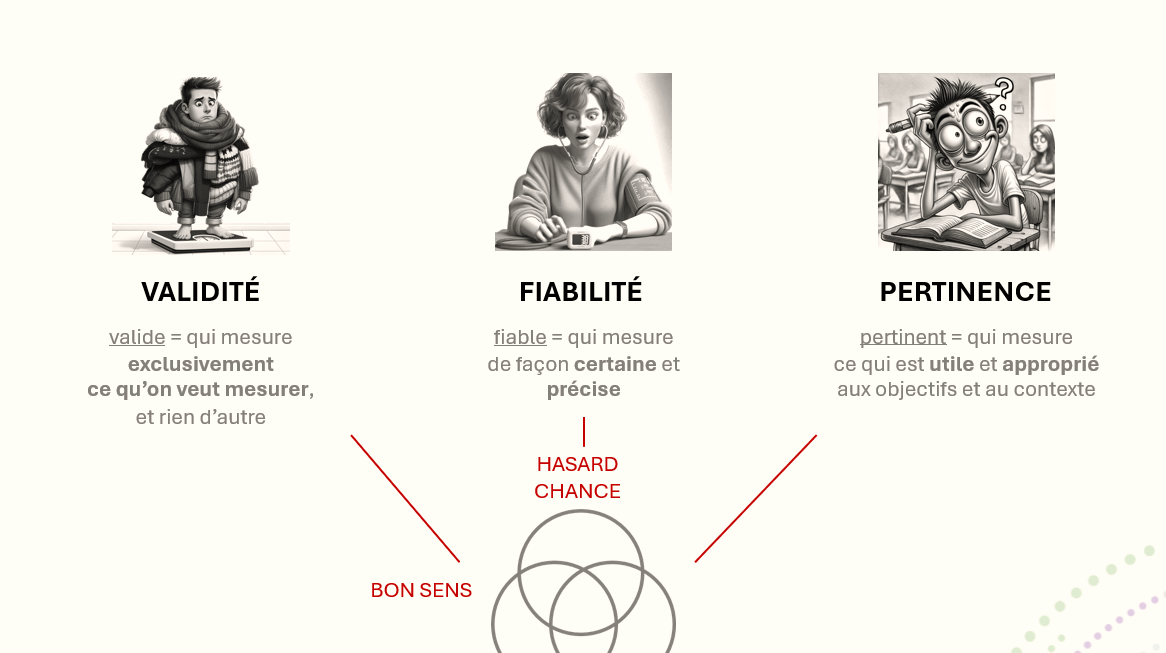 VALIDITÉ
valide = qui mesure
exclusivement
ce qu’on veut mesurer,
et rien d’autre
FIABILITÉ
fiable = qui mesure
de façon certaine et
précise
PERTINENCE
pertinent = qui mesure
ce qui est utile et approprié
aux objectifs et au contexte
HASARD
CHANCE
BON SENS
?